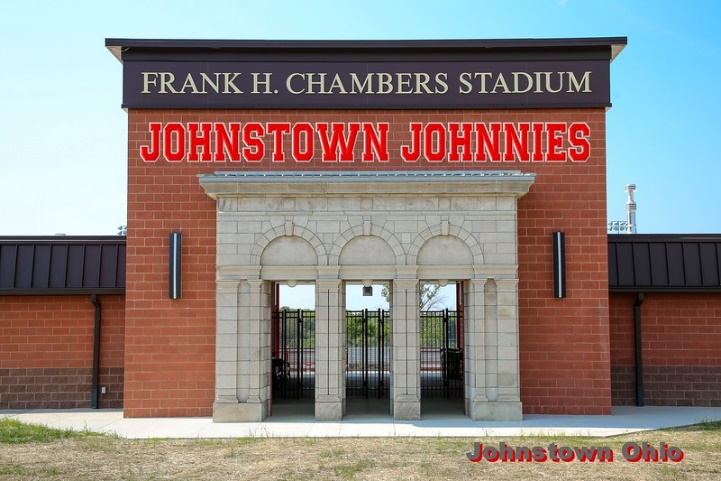 FRANK H. CHAMBERS STADIUM
JOHNSTOWN JOHNNIES
Johnstown Ohio